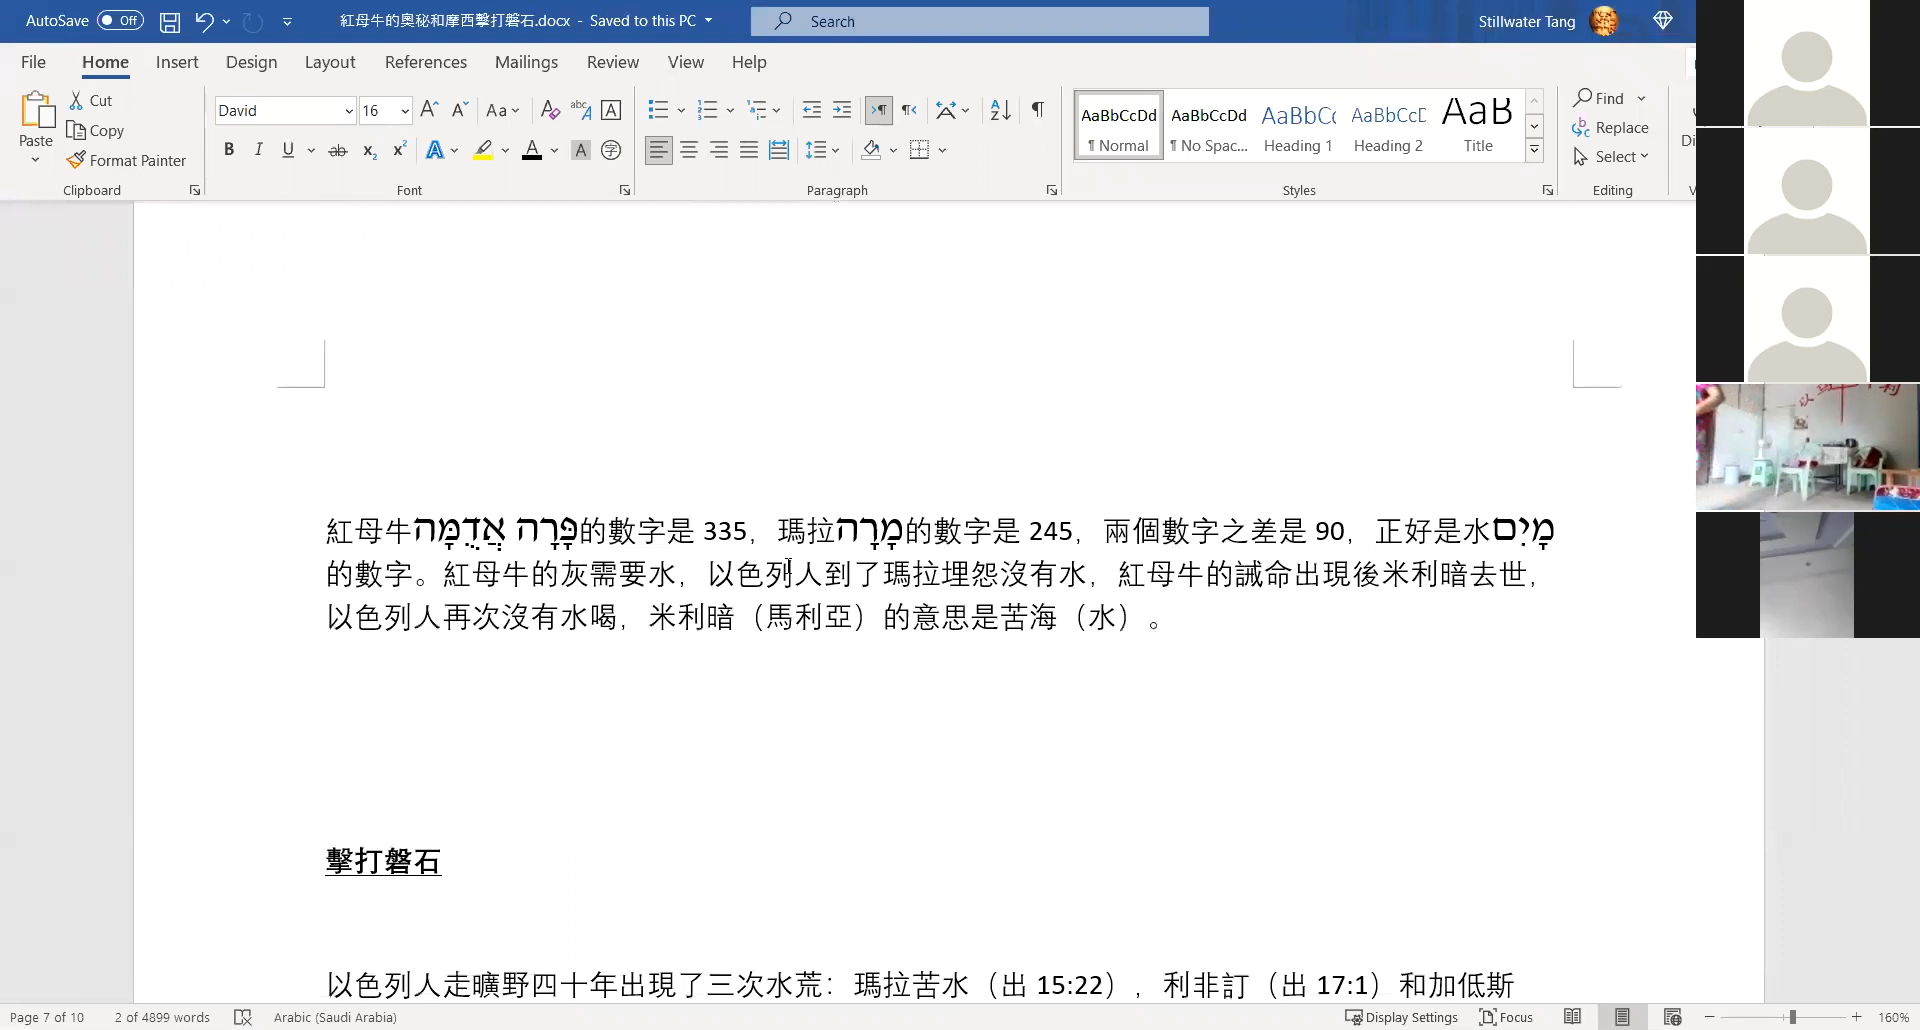 AutoSave Off 紅母牛的奧秘和摩西擊打磐石.docx - Saved to this PC Search Stillwater Tang
File Home Insert Design Layout References Mailings Review View Help
Paste Cut Copy Format Painter
David 16 Aa
AaBbCcDd AaBbCcDd AaBbCc AaBbCcD AaB
¶ Normal ¶ No Spac... Heading 1 Heading 2 Title
Find Replace Select
Clipboard Font Paragraph Styles Editing
紅母牛פָּרָה אֲדֻמָּה的數字是 335，瑪拉מָרָה的數字是 245，兩個數字之差是 90，正好是水מָיִם
的數字。紅母牛的灰需要水，以色列人到了瑪拉埋怨沒有水，紅母牛的誡命出現後米利暗去世，
以色列人再次沒有水喝，米利暗（馬利亞）的意思是苦海（水）。
擊打磐石
以色列人走曠野四十年出現了三次水荒：瑪拉苦水（出 15:22），利非訂（出 17:1）和加低斯
Page 7 of 10 2 of 4899 words Arabic (Saudi Arabia) Display Settings Focus 160%